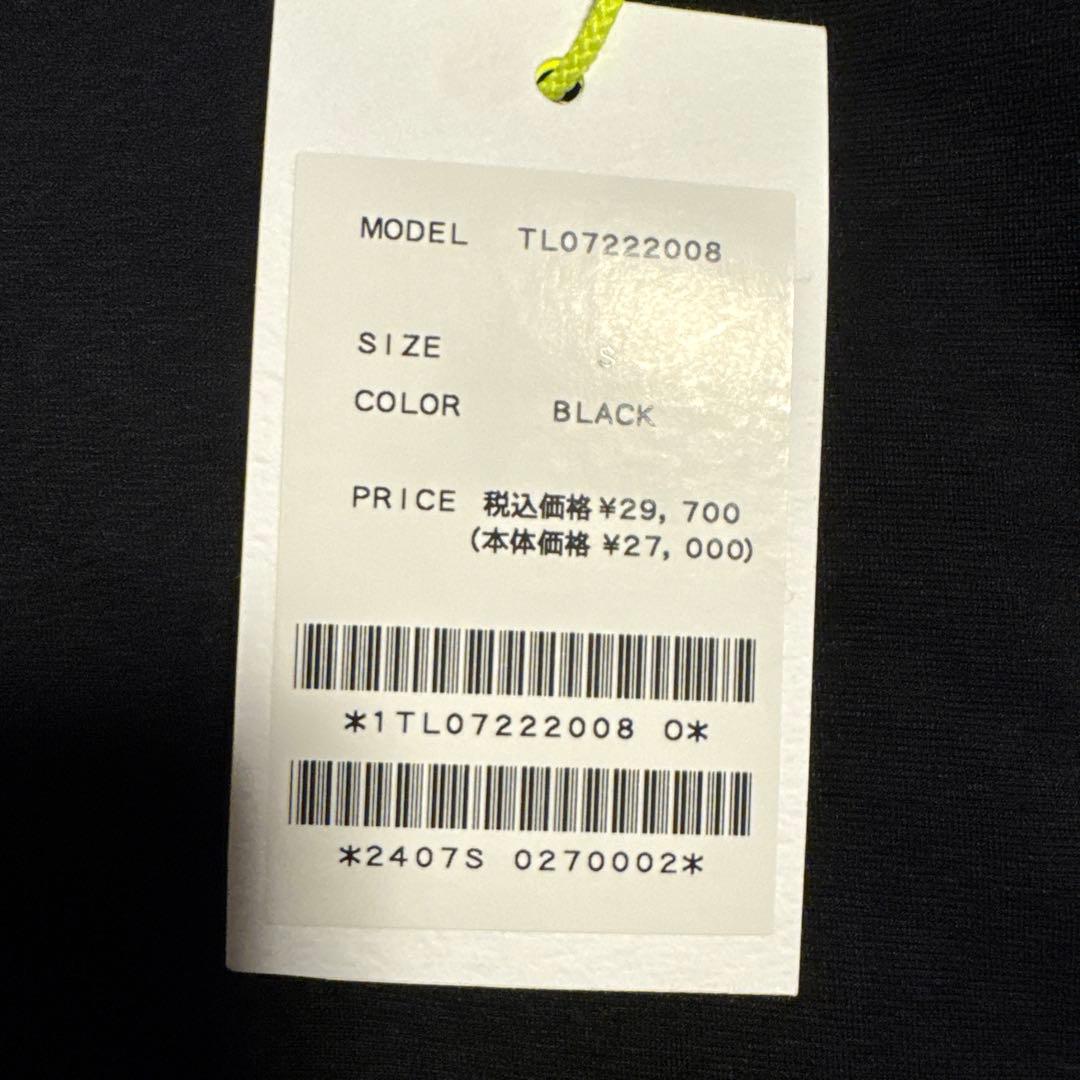 MODEL TL07222008
SIZE S
COLOR BLACK
PRICE 税込価格¥29, 700
(本体価格 ¥27, 000)
*1TL07222008 0*
*2407S 0270002*